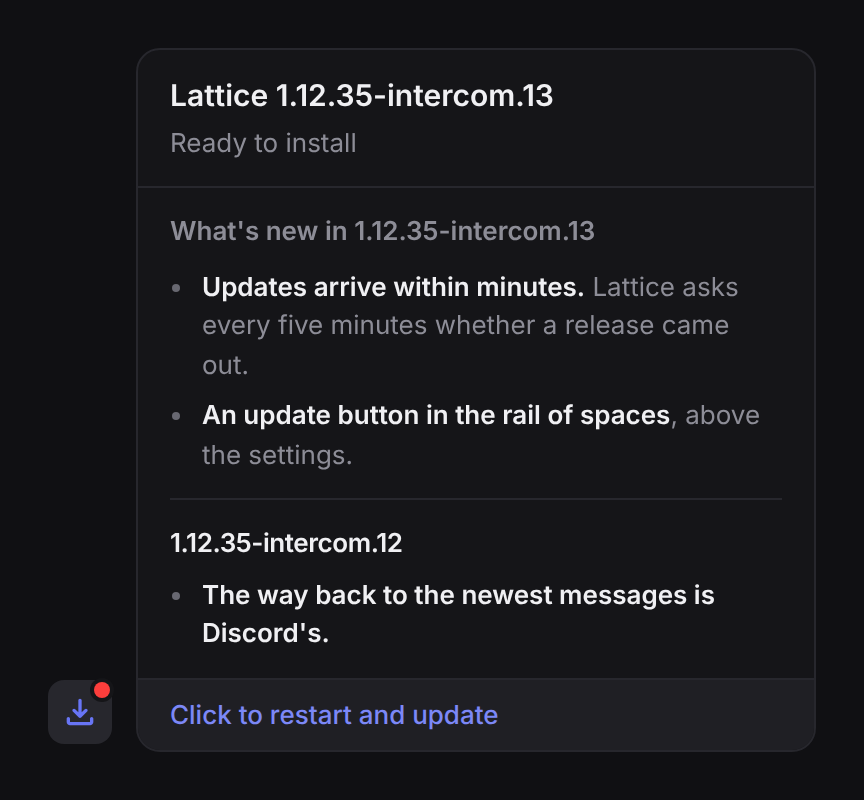 Lattice 1.12.35-intercom.13
Ready to install
What's new in 1.12.35-intercom.13
• Updates arrive within minutes. Lattice asks
every five minutes whether a release came
out.
• An update button in the rail of spaces, above
the settings.
1.12.35-intercom.12
• The way back to the newest messages is
Discord's.
Click to restart and update